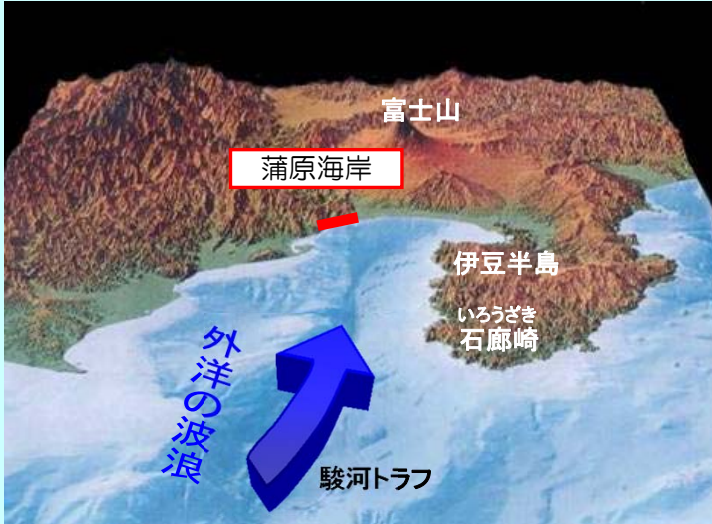 富士山
蒲原海岸
伊豆半島
いろうざき
石廊崎
外洋の波浪
駿河トラフ